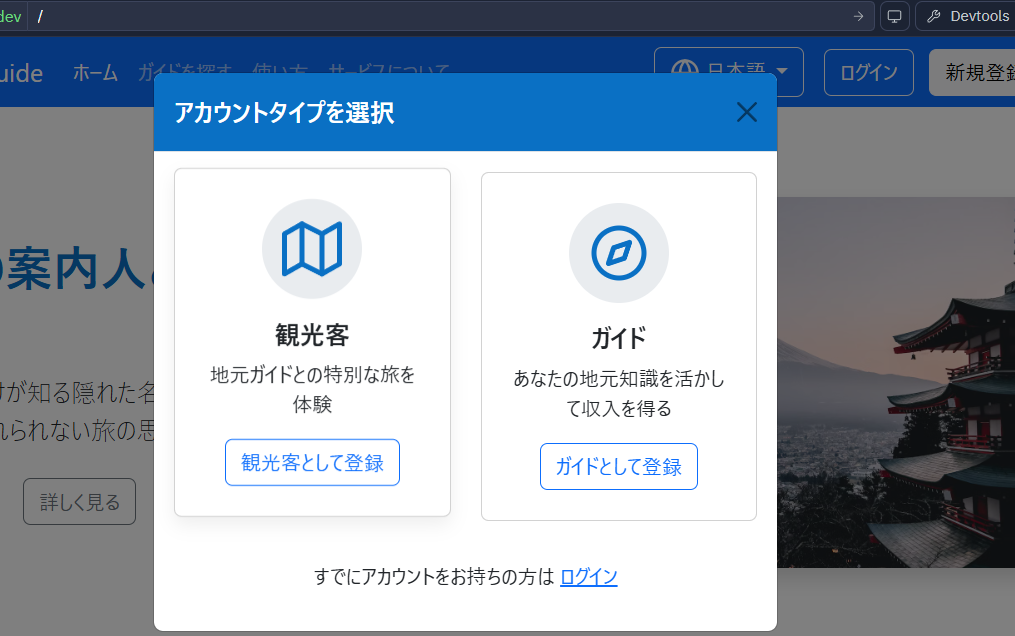 dev /
Devtools
uide ホーム ガイドを探す 使い方 サービスについて 日本語 ログイン 新規登録
アカウントタイプを選択
の案内人
観光客
ガイド
地元ガイドとの特別な旅を
体験
あなたの地元知識を活かし
て収入を得る
けが知る隠れた名
れられない旅の思
観光客として登録
ガイドとして登録
詳しく見る
すでにアカウントをお持ちの方は ログイン